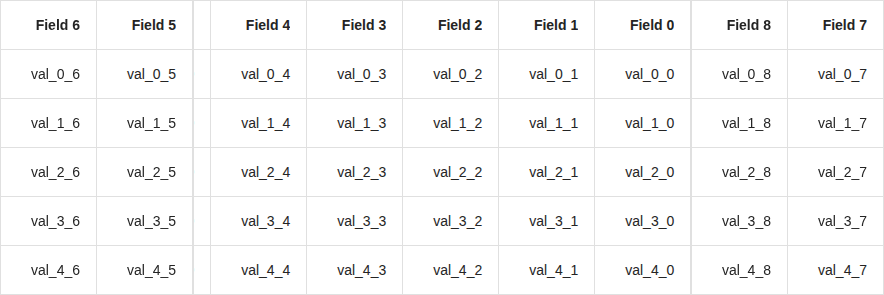 Field 6 Field 5 Field 4 Field 3 Field 2 Field 1 Field 0 Field 8 Field 7
val_0_6 val_0_5 val_0_4 val_0_3 val_0_2 val_0_1 val_0_0 val_0_8 val_0_7
val_1_6 val_1_5 val_1_4 val_1_3 val_1_2 val_1_1 val_1_0 val_1_8 val_1_7
val_2_6 val_2_5 val_2_4 val_2_3 val_2_2 val_2_1 val_2_0 val_2_8 val_2_7
val_3_6 val_3_5 val_3_4 val_3_3 val_3_2 val_3_1 val_3_0 val_3_8 val_3_7
val_4_6 val_4_5 val_4_4 val_4_3 val_4_2 val_4_1 val_4_0 val_4_8 val_4_7